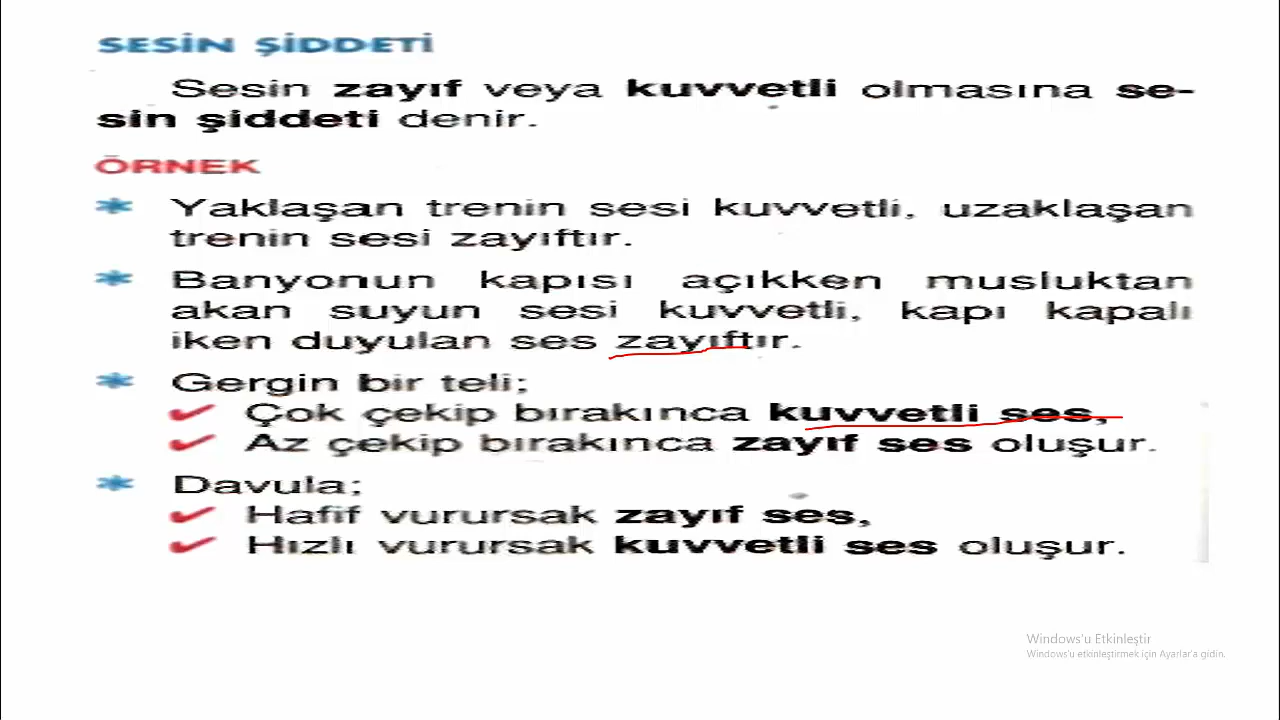 SESİN ŞİDDETİ
Sesin zayıf veya kuvvetli olmasına se-
sin şiddeti denir.
ÖRNEK
* Yaklaşan trenin sesi kuvvetli, uzaklaşan
trenin sesi zayıftır.
* Banyonun kapısı açıkken musluktan
akan suyun sesi kuvvetli, kapı kapalı
iken duyulan ses zayıftır.
* Gergin bir teli;
✔ Çok çekip bırakınca kuvvetli ses,
✔ Az çekip bırakınca zayıf ses oluşur.
* Davula;
✔ Hafif vurursak zayıf ses,
✔ Hızlı vurursak kuvvetli ses oluşur.
Windows'u Etkinleştir
Windows'u etkinleştirmek için Ayarlar'a gidin.